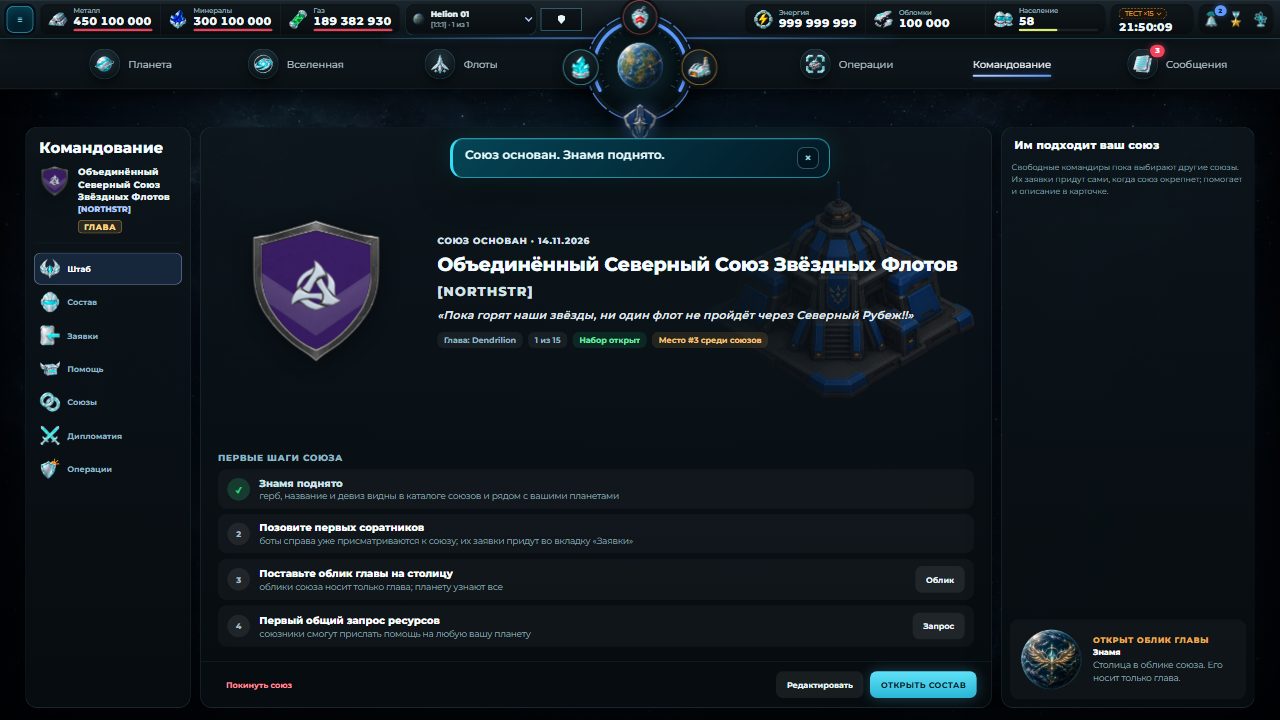 Металл
450 100 000
Минералы
300 100 000
Газ
189 382 930
Helion 01
[1:1:1] · 1 из 1
Энергия
999 999 999
Обломки
100 000
Население
58
ТЕСТ ×15
21:50:09
2
Планета
Вселенная
Флоты
Операции
Командование
3
Сообщения
Командование
Объединённый
Северный Союз
Звёздных Флотов
[NORTHSTR]
ГЛАВА
Штаб
Состав
Заявки
Помощь
Союзы
Дипломатия
Операции
Союз основан. Знамя поднято.
×
СОЮЗ ОСНОВАН • 14.11.2026
Объединённый Северный Союз Звёздных Флотов
[NORTHSTR]
«Пока горят наши звёзды, ни один флот не пройдёт через Северный Рубеж!!»
Глава: Dendrilion
1 из 15
Набор открыт
Место #3 среди союзов
ПЕРВЫЕ ШАГИ СОЮЗА
✓
Знамя поднято
герб, название и девиз видны в каталоге союзов и рядом с вашими планетами
2
Позовите первых соратников
боты справа уже присматриваются к союзу; их заявки придут во вкладку «Заявки»
3
Поставьте облик главы на столицу
облики союза носит только глава; планету узнают все
Облик
4
Первый общий запрос ресурсов
союзники смогут прислать помощь на любую вашу планету
Запрос
Покинуть союз
Редактировать
ОТКРЫТЬ СОСТАВ
Им подходит ваш союз
Свободные командиры пока выбирают другие союзы.
Их заявки придут сами, когда союз окрепнет; помогает
и описание в карточке.
ОТКРЫТ ОБЛИК ГЛАВЫ
Знамя
Столица в облике союза. Его
носит только глава.